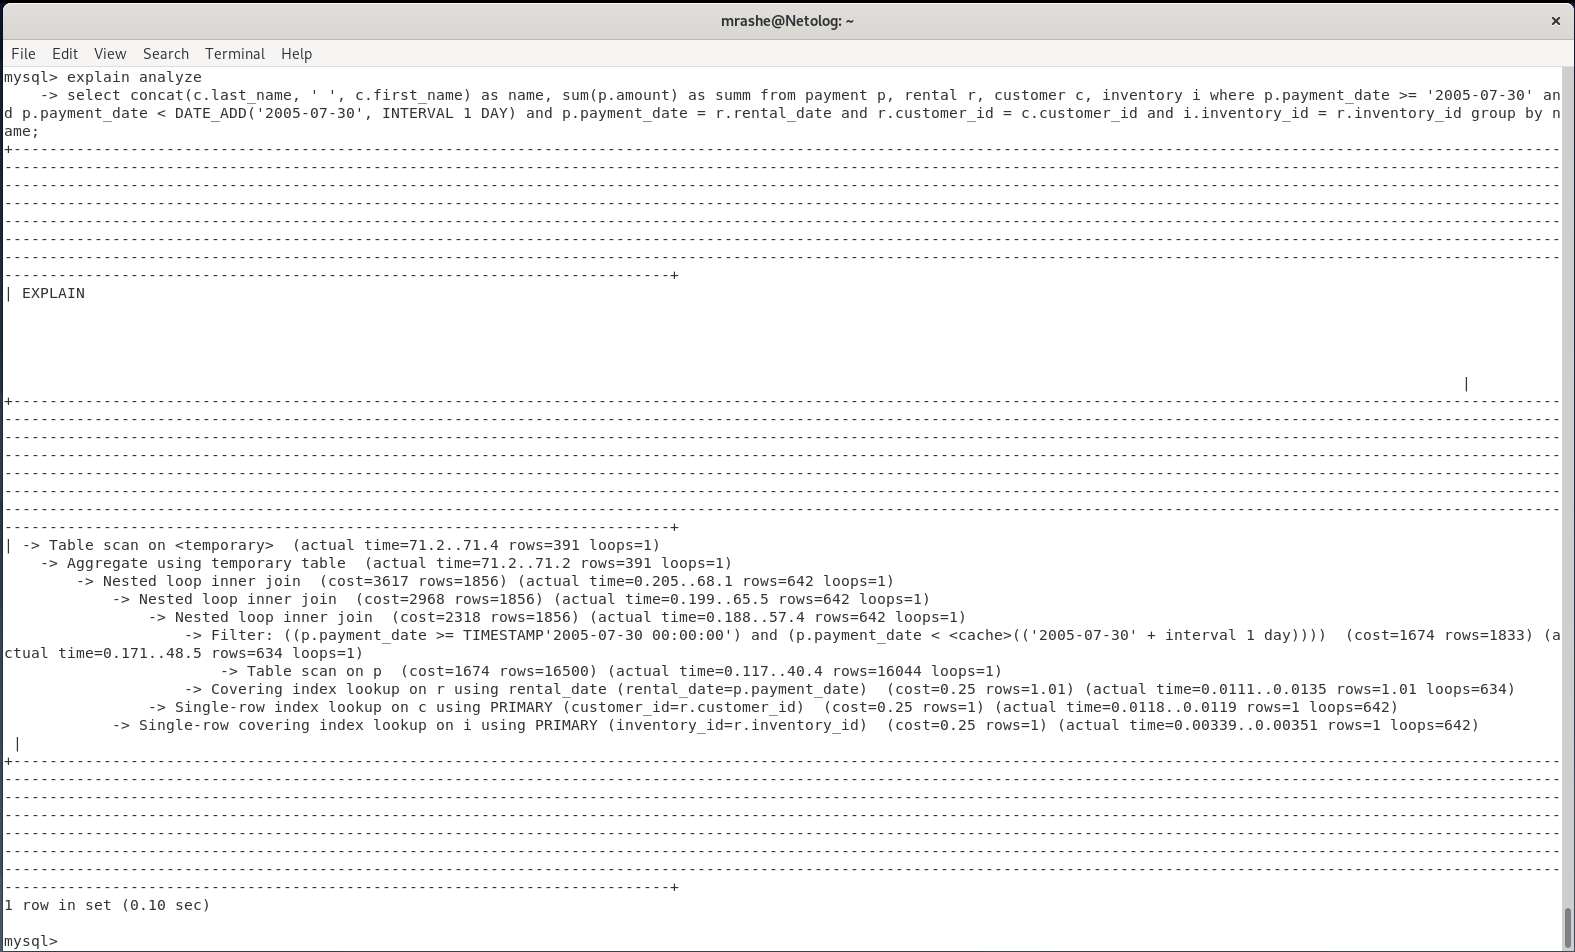 mrashe@Netolog: ~
File Edit View Search Terminal Help
mysql> explain analyze
    -> select concat(c.last_name, ' ', c.first_name) as name, sum(p.amount) as summ from payment p, rental r, customer c, inventory i where p.payment_date >= '2005-07-30' an
d p.payment_date < DATE_ADD('2005-07-30', INTERVAL 1 DAY) and p.payment_date = r.rental_date and r.customer_id = c.customer_id and i.inventory_id = r.inventory_id group by n
ame;
| EXPLAIN
|
| -> Table scan on <temporary>  (actual time=71.2..71.4 rows=391 loops=1)
    -> Aggregate using temporary table  (actual time=71.2..71.2 rows=391 loops=1)
        -> Nested loop inner join  (cost=3617 rows=1856) (actual time=0.205..68.1 rows=642 loops=1)
            -> Nested loop inner join  (cost=2968 rows=1856) (actual time=0.199..65.5 rows=642 loops=1)
                -> Nested loop inner join  (cost=2318 rows=1856) (actual time=0.188..57.4 rows=642 loops=1)
                    -> Filter: ((p.payment_date >= TIMESTAMP'2005-07-30 00:00:00') and (p.payment_date < <cache>(('2005-07-30' + interval 1 day))))  (cost=1674 rows=1833) (a
ctual time=0.171..48.5 rows=634 loops=1)
                        -> Table scan on p  (cost=1674 rows=16500) (actual time=0.117..40.4 rows=16044 loops=1)
                    -> Covering index lookup on r using rental_date (rental_date=p.payment_date)  (cost=0.25 rows=1.01) (actual time=0.0111..0.0135 rows=1.01 loops=634)
                -> Single-row index lookup on c using PRIMARY (customer_id=r.customer_id)  (cost=0.25 rows=1) (actual time=0.0118..0.0119 rows=1 loops=642)
            -> Single-row covering index lookup on i using PRIMARY (inventory_id=r.inventory_id)  (cost=0.25 rows=1) (actual time=0.00339..0.00351 rows=1 loops=642)
 |
1 row in set (0.10 sec)
mysql>